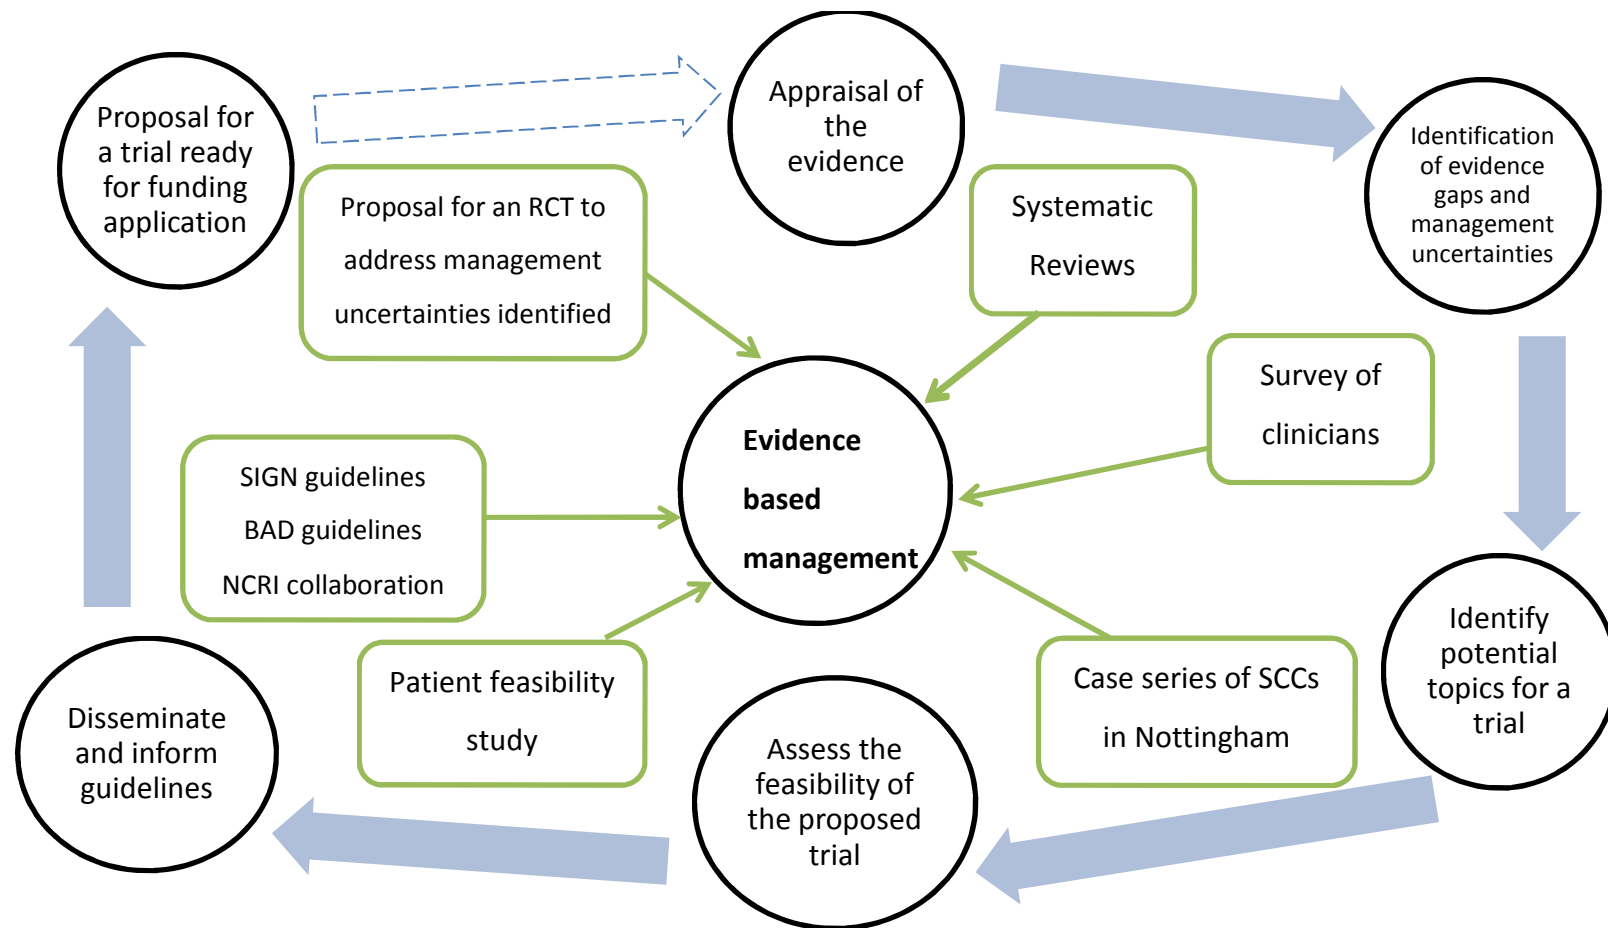 Proposal for
a trial ready
for funding
application
Appraisal of
the
evidence
Identification
of evidence
gaps and
management
uncertainties
Proposal for an RCT to
address management
uncertainties identified
Systematic
Reviews
Survey of
clinicians
Evidence
based
management
SIGN guidelines
BAD guidelines
NCRI collaboration
Patient feasibility
study
Case series of SCCs
in Nottingham
Identify
potential
topics for a
trial
Disseminate
and inform
guidelines
Assess the
feasibility of
the proposed
trial